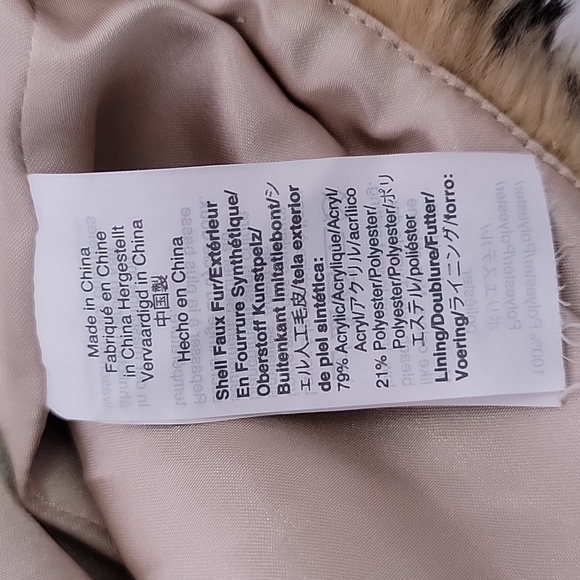 Made in China
Fabriqué en Chine
in China Hergestellt
Vervaardigd in China
中国製
Hecho en China
Shell Faux Fur/Extérieur
En Fourrure Synthétique/
Oberstoff Kunstpelz/
Buitenkant Imitatiebont/シ
ェル人工毛皮/tela exterior
de piel sintética:
79% Acrylic/Acrylique/Acryl/
Acryl/アクリル/acrílico
21% Polyester/Polyester/
Polyester/Polyester/ポリ
エステル/poliéster
Lining/Doublure/Futter/
Voering/ライニング/forro: